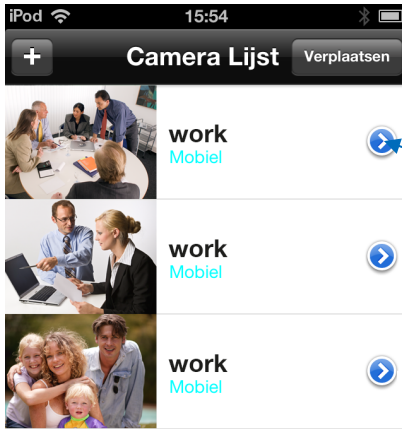 iPod 15:54
+ Camera Lijst Verplaatsen
work
Mobiel
work
Mobiel
work
Mobiel